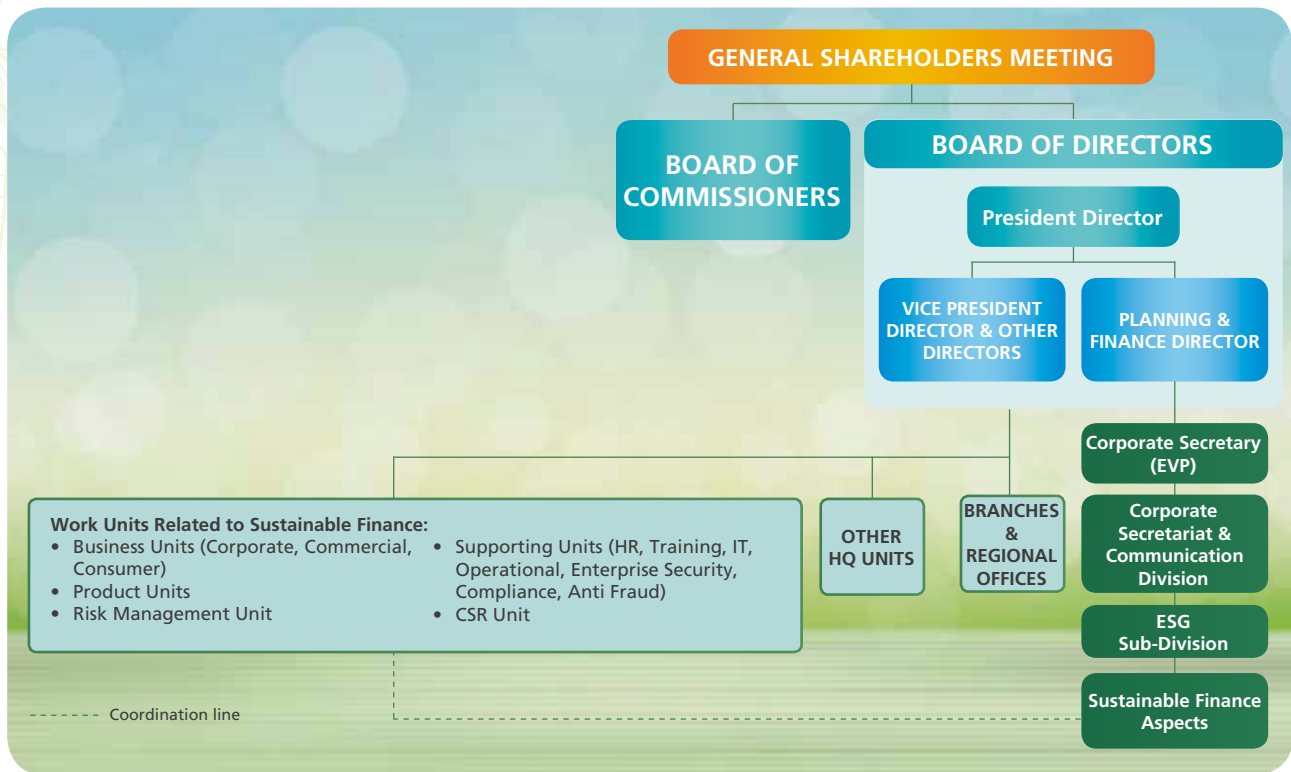 GENERAL SHAREHOLDERS MEETING
BOARD OF
COMMISSIONERS
BOARD OF DIRECTORS
President Director
VICE PRESIDENT
DIRECTOR & OTHER
DIRECTORS
PLANNING &
FINANCE DIRECTOR
Corporate Secretary
(EVP)
Work Units Related to Sustainable Finance:
• Business Units (Corporate, Commercial,
Consumer)
• Product Units
• Risk Management Unit
• Supporting Units (HR, Training, IT,
Operational, Enterprise Security,
Compliance, Anti Fraud)
• CSR Unit
OTHER
HQ UNITS
BRANCHES
&
REGIONAL
OFFICES
Corporate
Secretariat &
Communication
Division
ESG
Sub-Division
Sustainable Finance
Aspects
Coordination line